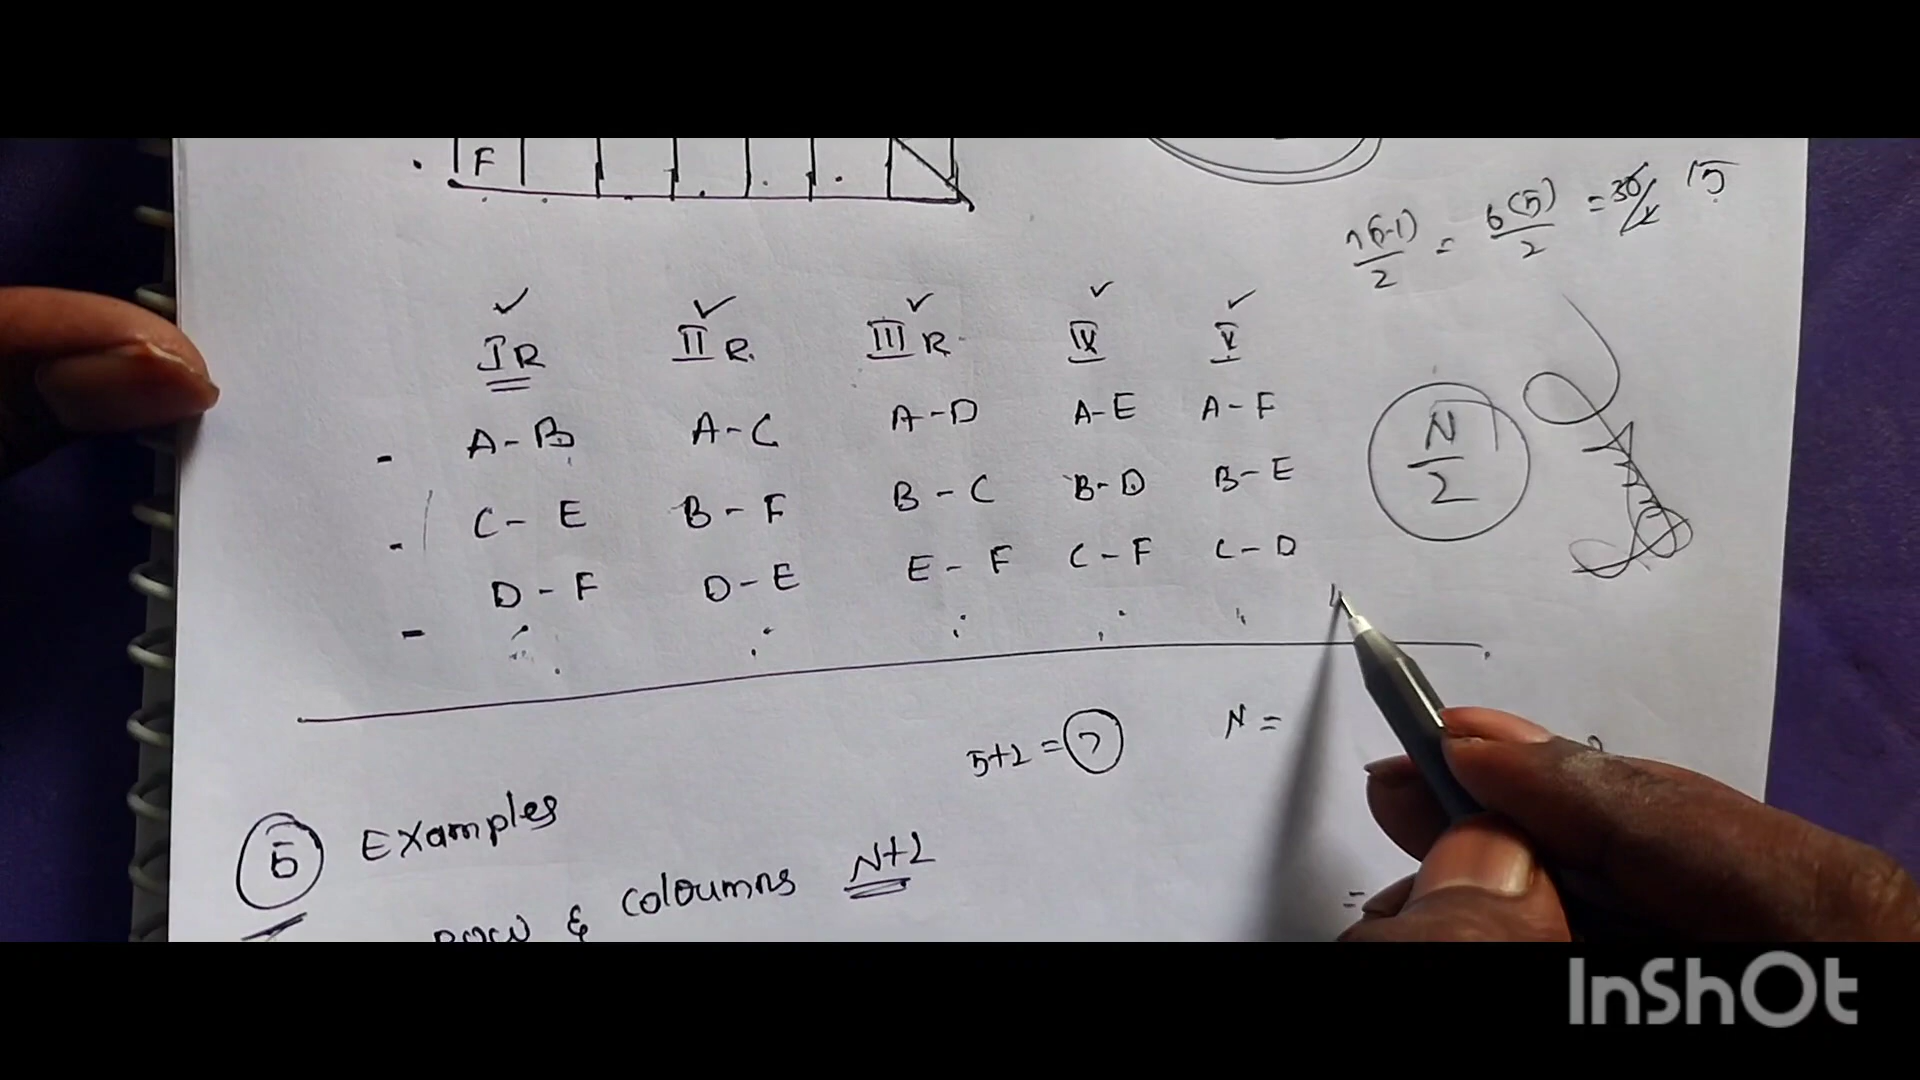 F
n(n-1)/2 = 6(5)/2 = 30/2 15
I R II R III R IV V
A-B A-C A-D A-E A-F
C-E B-F B-C B-D B-E
D-F D-E E-F C-F C-D
N/2
5+2 = 7 N =
5 Examples
ROW & coloumns N+2
InShOt